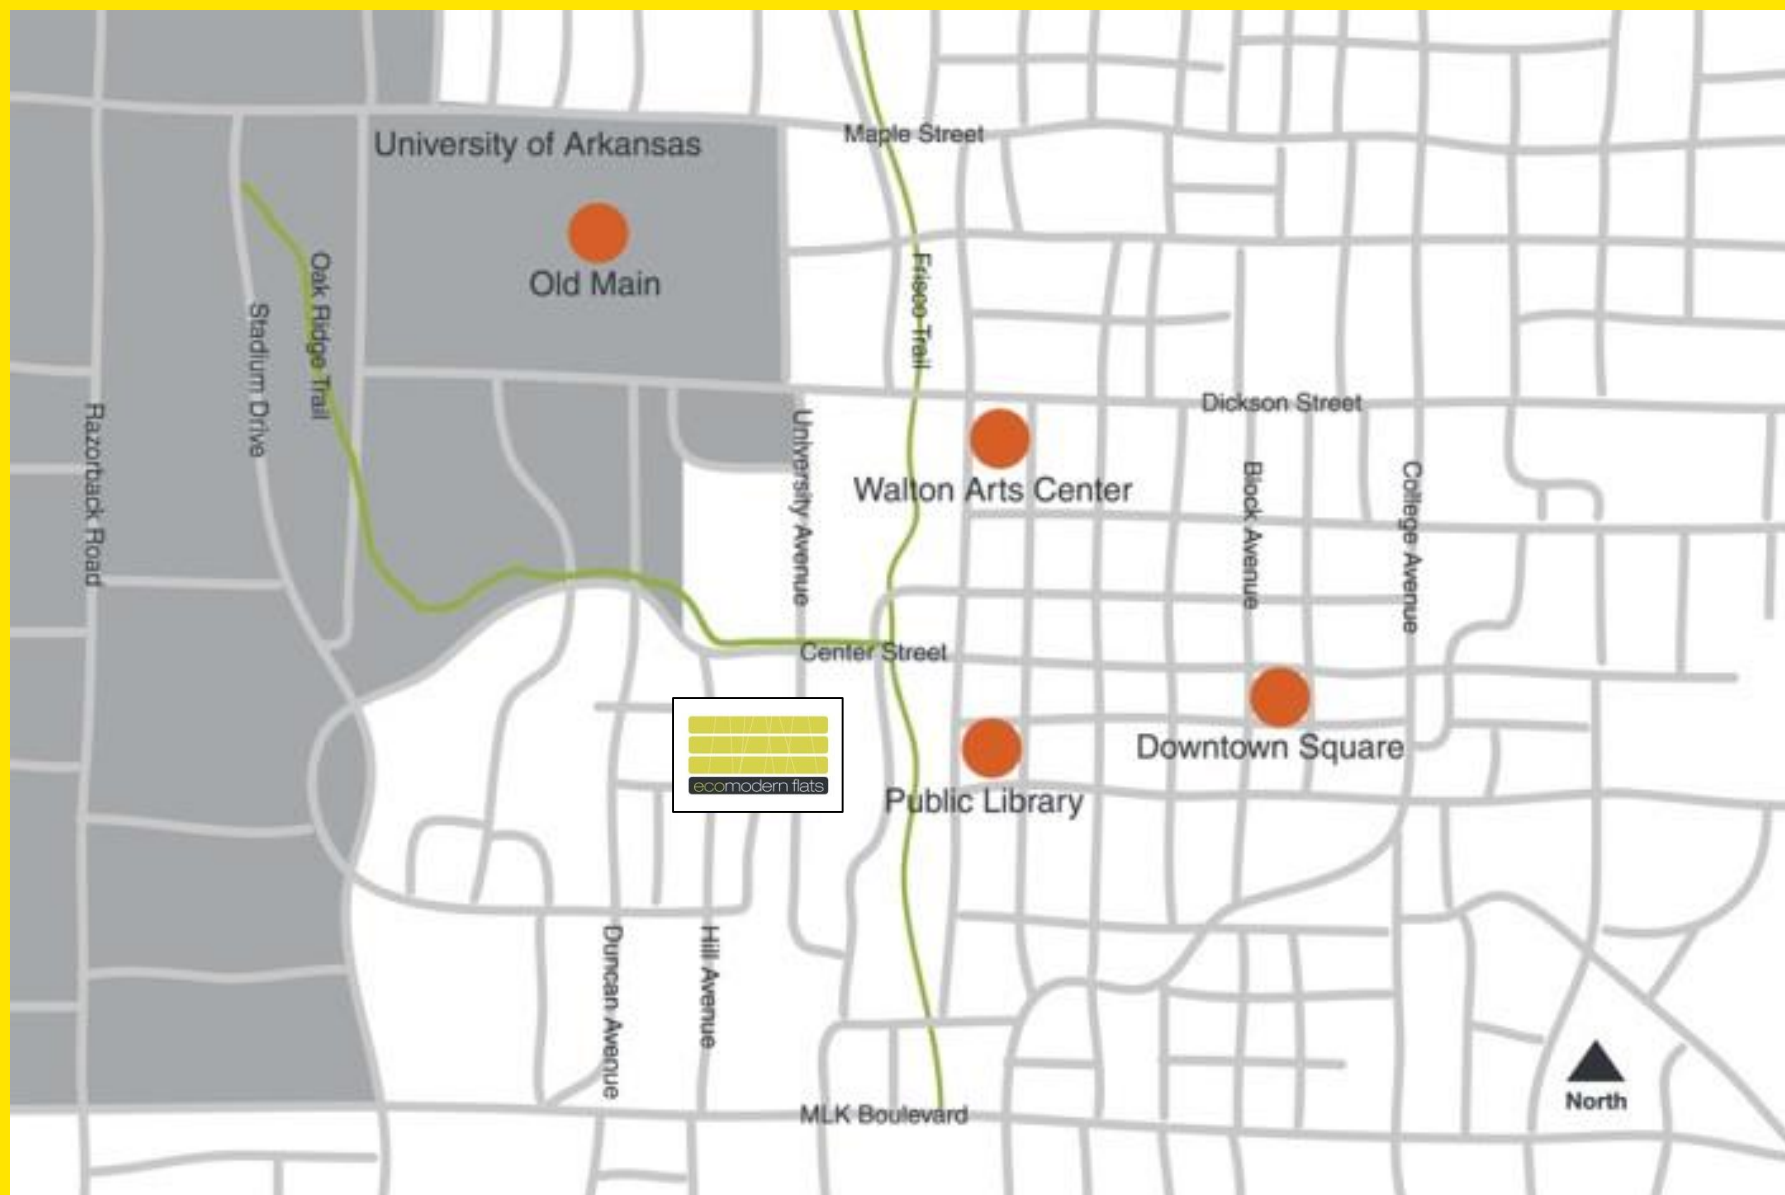 Maple Street
University of Arkansas
Old Main
Oak Ridge Trail
Frisco Trail
Stadium Drive
Dickson Street
Razorback Road
University Avenue
Walton Arts Center
Block Avenue
College Avenue
Center Street
ecomodern flats
Downtown Square
Public Library
Duncan Avenue
Hill Avenue
North
MLK Boulevard